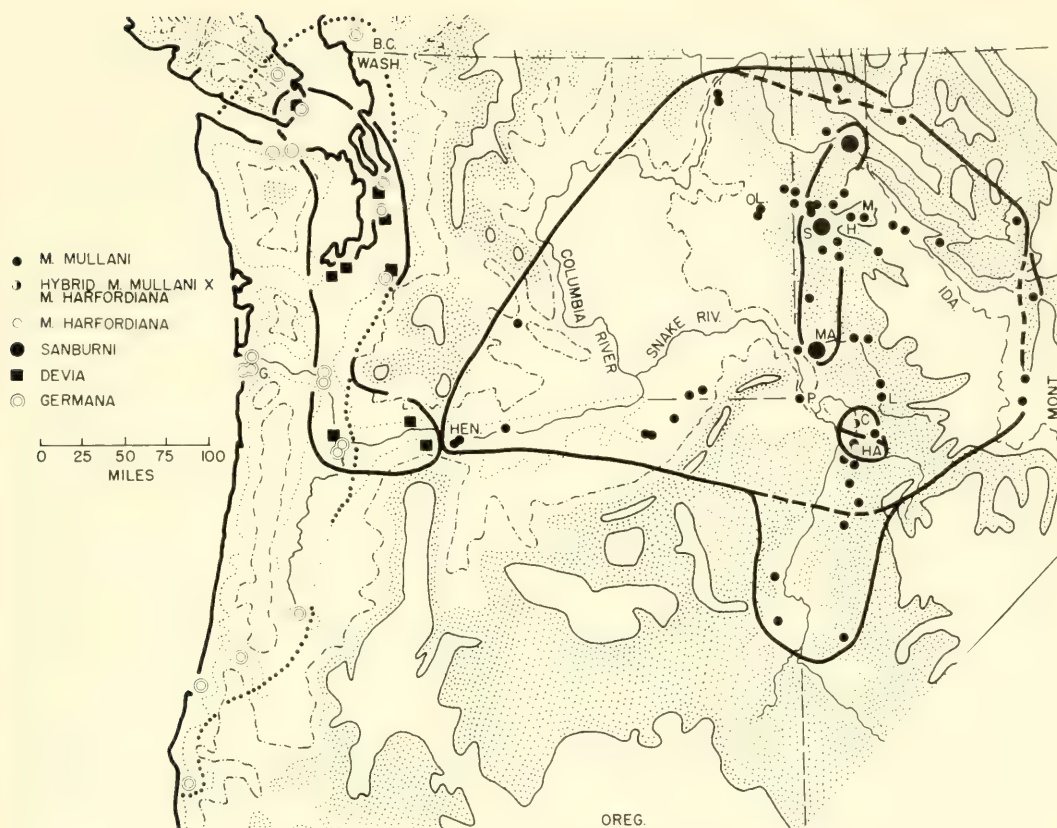 B.C.
WASH.
M. MULLANI
HYBRID M. MULLANI X
M. HARFORDIANA
M. HARFORDIANA
SANBURNI
DEVIA
GERMANA
0 25 50 75 100
MILES
G.
HEN.
COLUMBIA
RIVER
SNAKE RIV.
OL.
S.
H.
M.
IDA.
MA.
P.
L.
C.
HA.
MONT.
OREG.